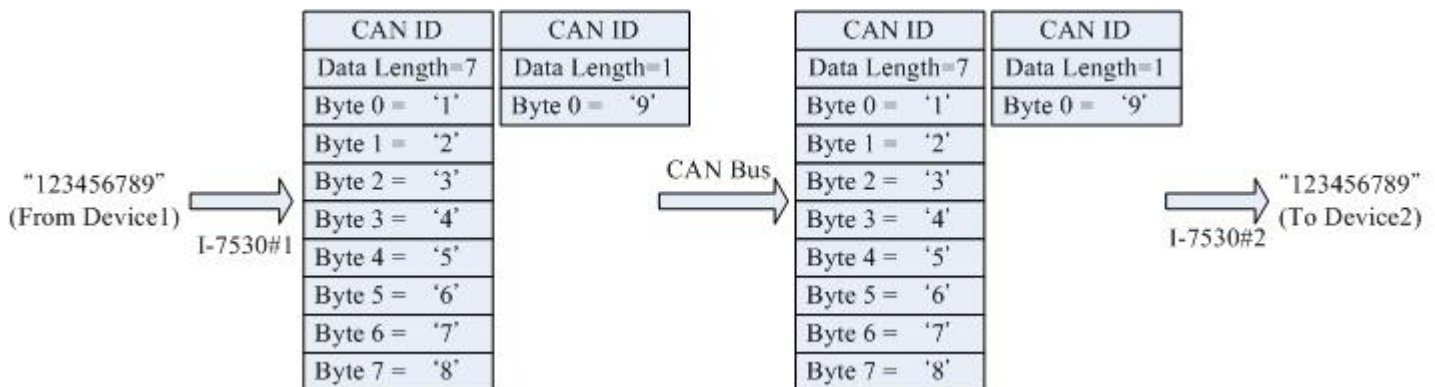 “123456789”
(From Device1)
I-7530#1
CAN ID
Data Length=7
Byte 0 = ‘1’
Byte 1 = ‘2’
Byte 2 = ‘3’
Byte 3 = ‘4’
Byte 4 = ‘5’
Byte 5 = ‘6’
Byte 6 = ‘7’
Byte 7 = ‘8’
CAN ID
Data Length=1
Byte 0 = ‘9’
CAN Bus
CAN ID
Data Length=7
Byte 0 = ‘1’
Byte 1 = ‘2’
Byte 2 = ‘3’
Byte 3 = ‘4’
Byte 4 = ‘5’
Byte 5 = ‘6’
Byte 6 = ‘7’
Byte 7 = ‘8’
CAN ID
Data Length=1
Byte 0 = ‘9’
I-7530#2
“123456789”
(To Device2)